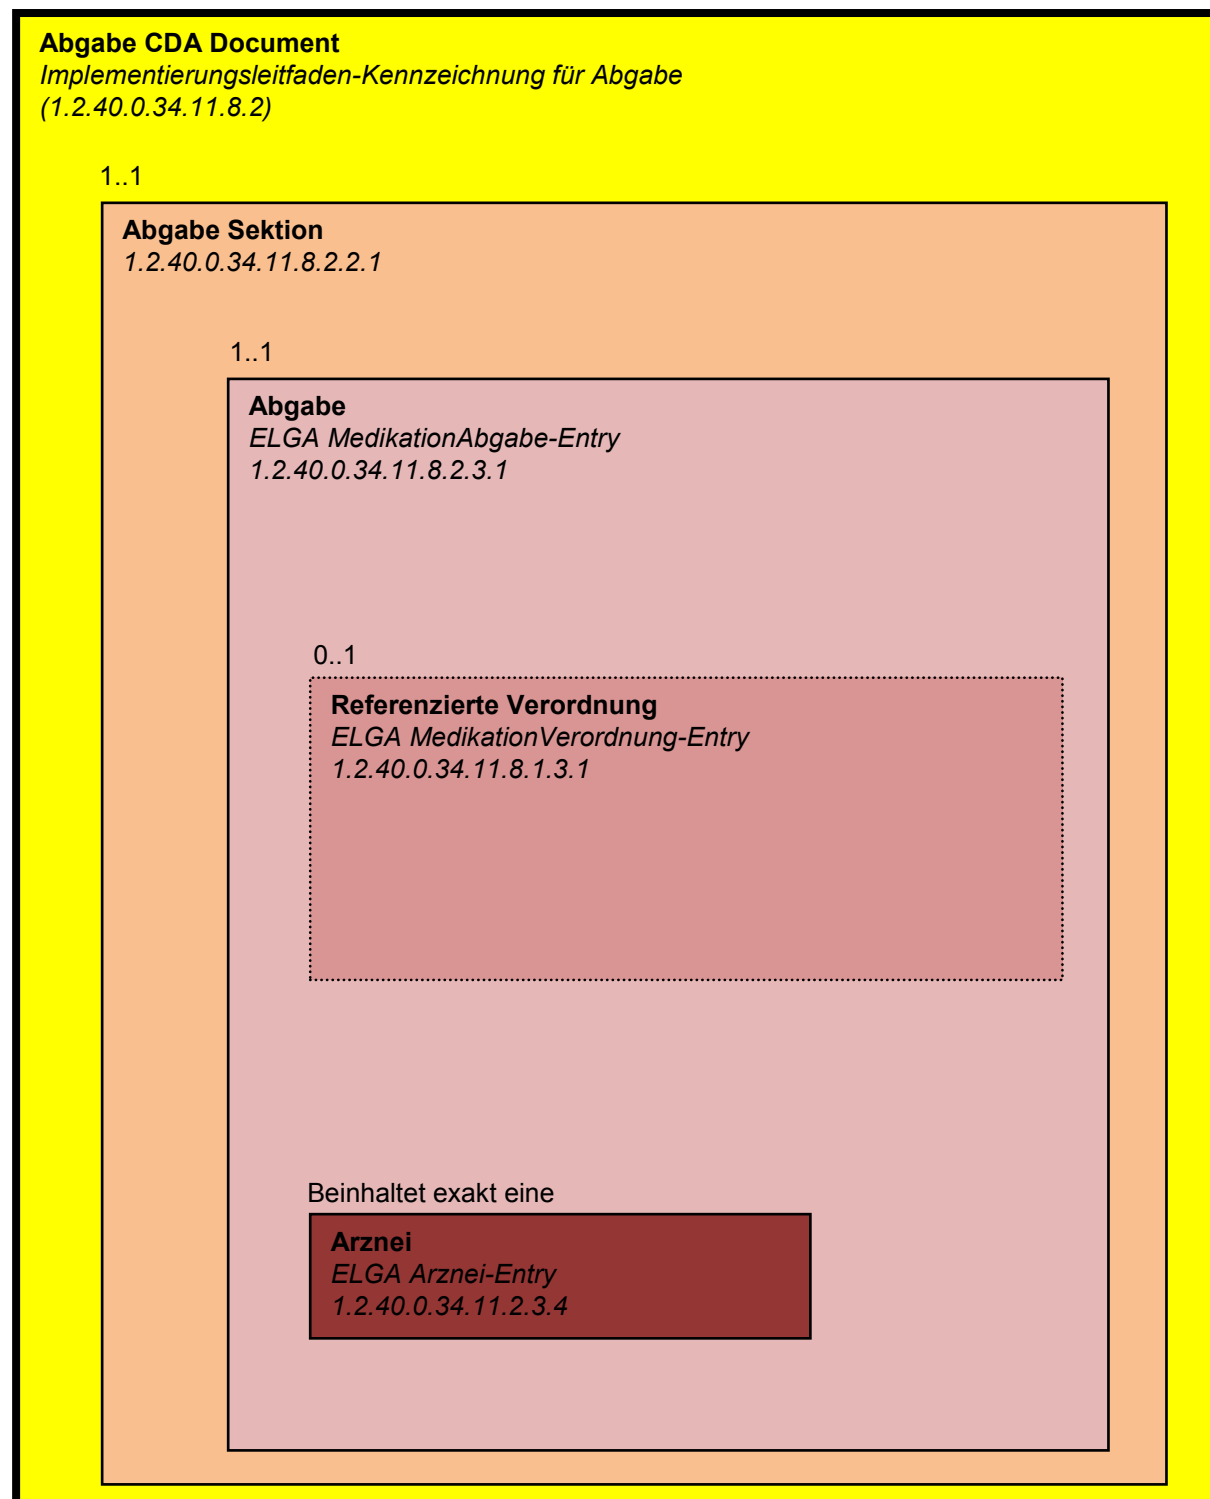 Abgabe CDA Document
Implementierungsleitfaden-Kennzeichnung für Abgabe
(1.2.40.0.34.11.8.2)
1..1
Abgabe Sektion
1.2.40.0.34.11.8.2.2.1
1..1
Abgabe
ELGA MedikationAbgabe-Entry
1.2.40.0.34.11.8.2.3.1
0..1
Referenzierte Verordnung
ELGA MedikationVerordnung-Entry
1.2.40.0.34.11.8.1.3.1
Beinhaltet exakt eine
Arznei
ELGA Arznei-Entry
1.2.40.0.34.11.2.3.4